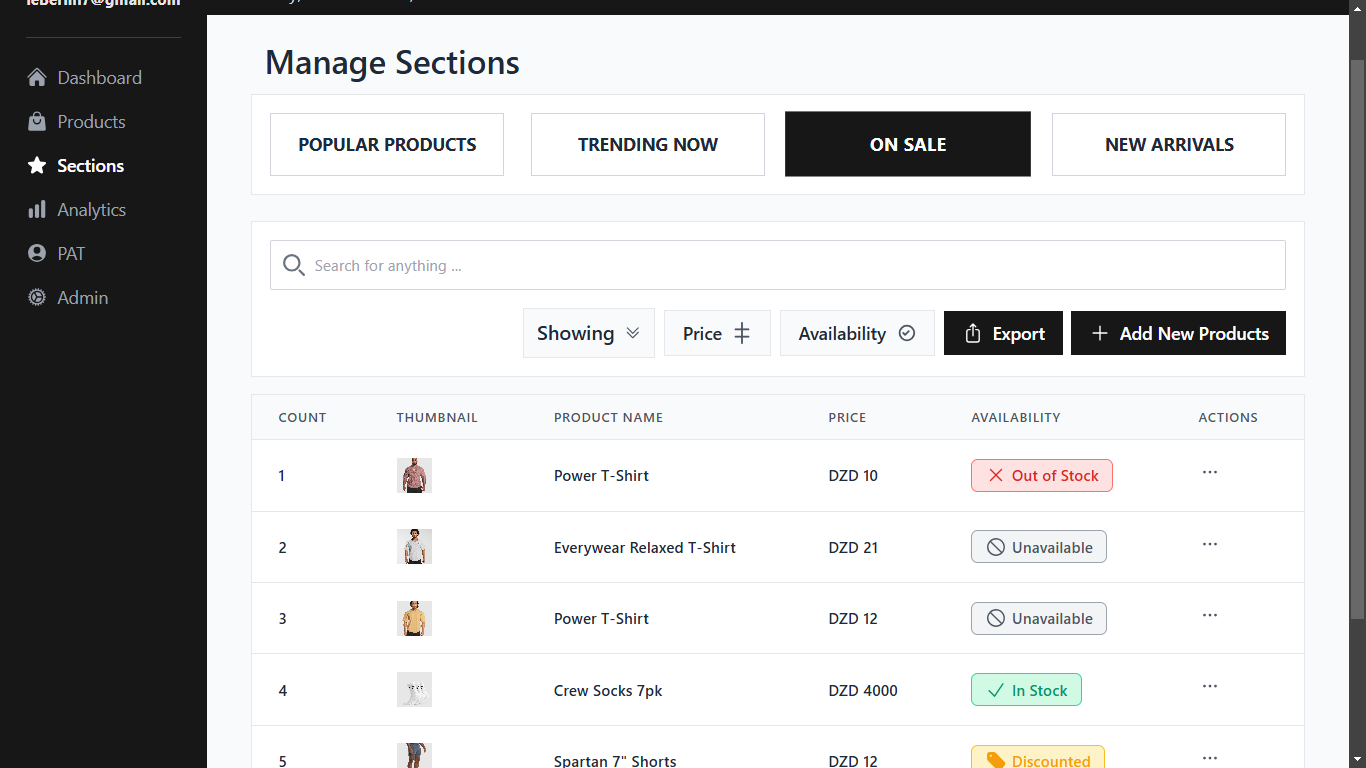 Manage Sections
Dashboard
Products
Sections
Analytics
PAT
Admin
POPULAR PRODUCTS
TRENDING NOW
ON SALE
NEW ARRIVALS
Search for anything ...
Showing
Price
Availability
Export
Add New Products
COUNT THUMBNAIL PRODUCT NAME PRICE AVAILABILITY ACTIONS
1 Power T-Shirt DZD 10 Out of Stock ...
2 Everywear Relaxed T-Shirt DZD 21 Unavailable ...
3 Power T-Shirt DZD 12 Unavailable ...
4 Crew Socks 7pk DZD 4000 In Stock ...
5 Spartan 7" Shorts DZD 12 Discounted ...